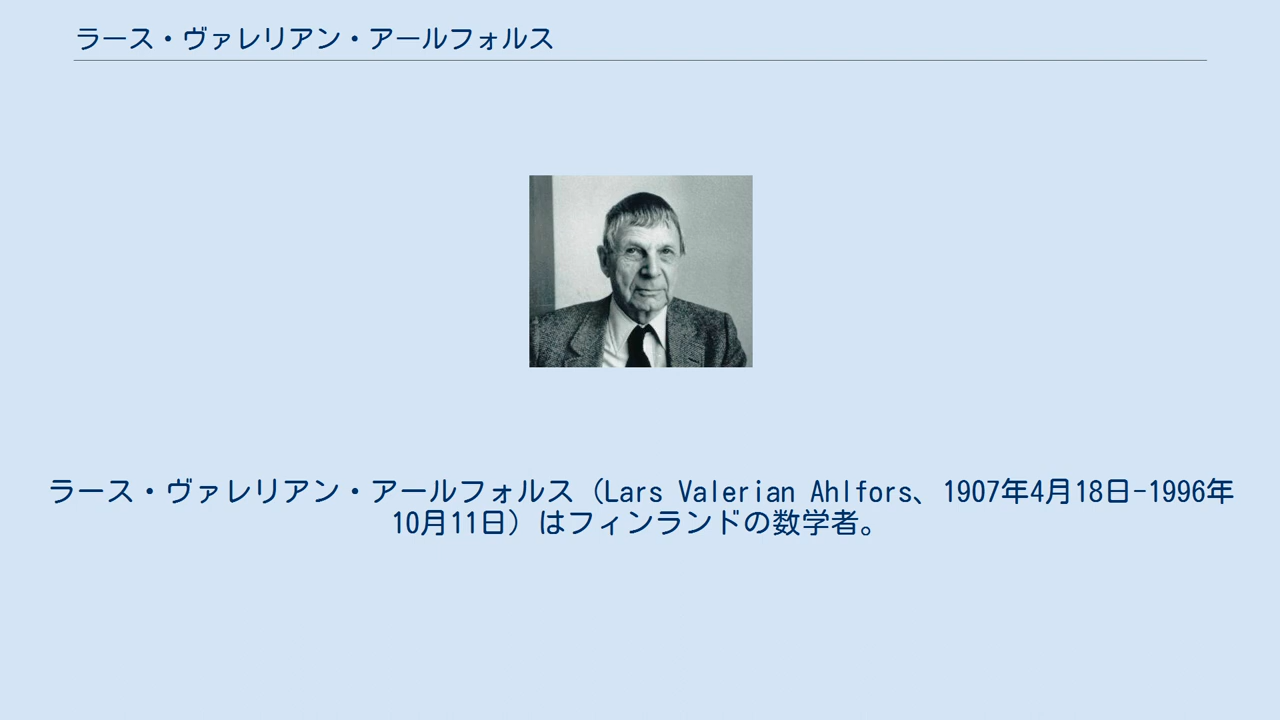 ラース・ヴァレリアン・アールフォルス
ラース・ヴァレリアン・アールフォルス（Lars Valerian Ahlfors、1907年4月18日-1996年
10月11日）はフィンランドの数学者。